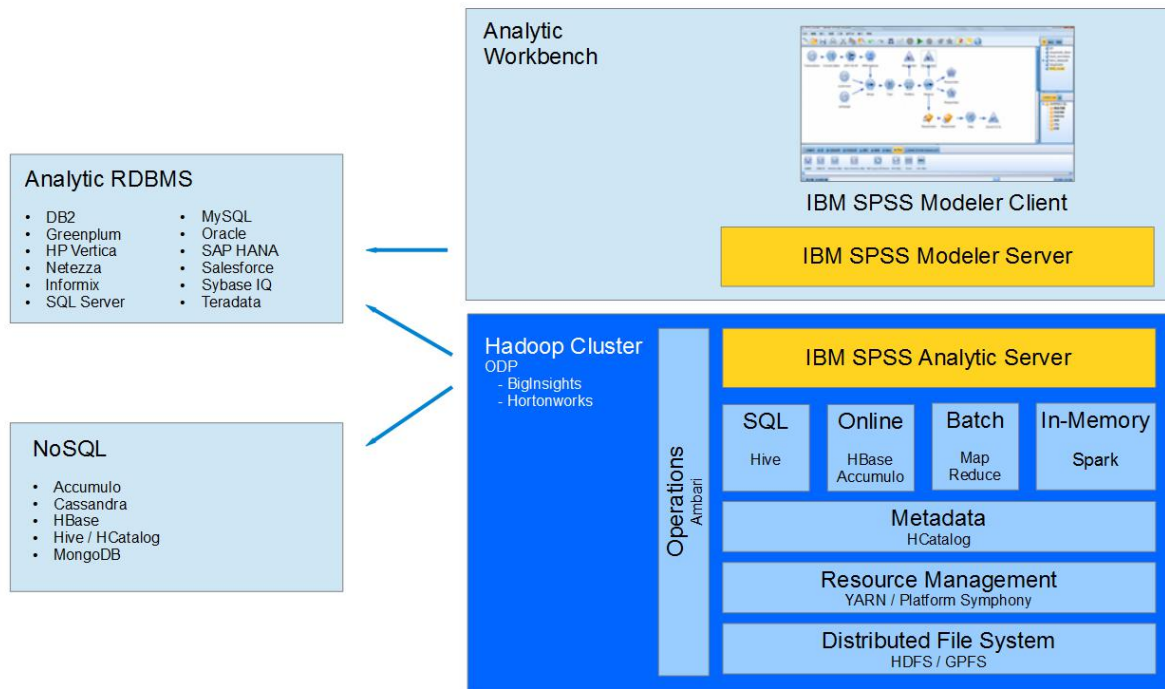 Analytic
Workbench
IBM SPSS Modeler Client
IBM SPSS Modeler Server
Analytic RDBMS
• DB2
• Greenplum
• HP Vertica
• Netezza
• Informix
• SQL Server
• MySQL
• Oracle
• SAP HANA
• Salesforce
• Sybase IQ
• Teradata
NoSQL
• Accumulo
• Cassandra
• HBase
• Hive / HCatalog
• MongoDB
Hadoop Cluster
ODP
- BigInsights
- Hortonworks
Operations
Ambari
IBM SPSS Analytic Server
SQL
Hive
Online
HBase
Accumulo
Batch
Map
Reduce
In-Memory
Spark
Metadata
HCatalog
Resource Management
YARN / Platform Symphony
Distributed File System
HDFS / GPFS